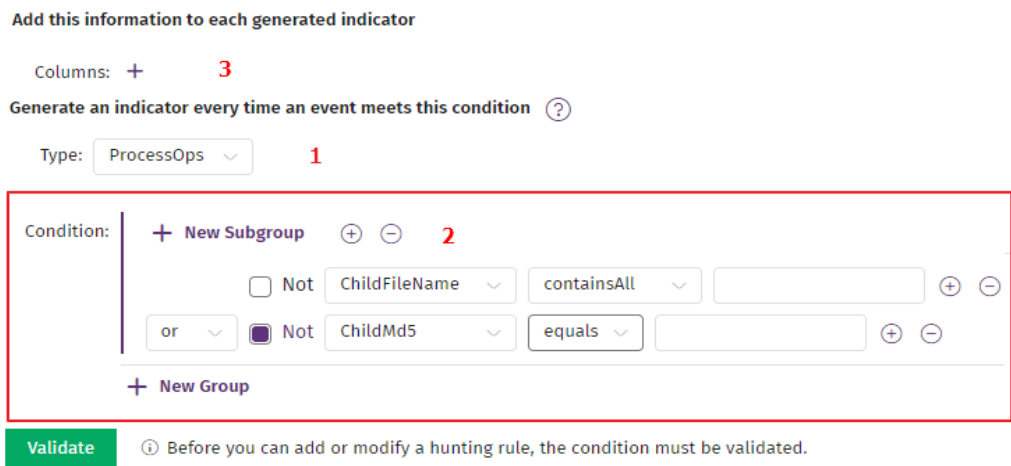 Add this information to each generated indicator
Columns: + 3
Generate an indicator every time an event meets this condition ?
Type: ProcessOps 1
Condition: + New Subgroup + − 2
Not ChildFileName containsAll + −
or Not ChildMd5 equals + −
+ New Group
Validate i Before you can add or modify a hunting rule, the condition must be validated.